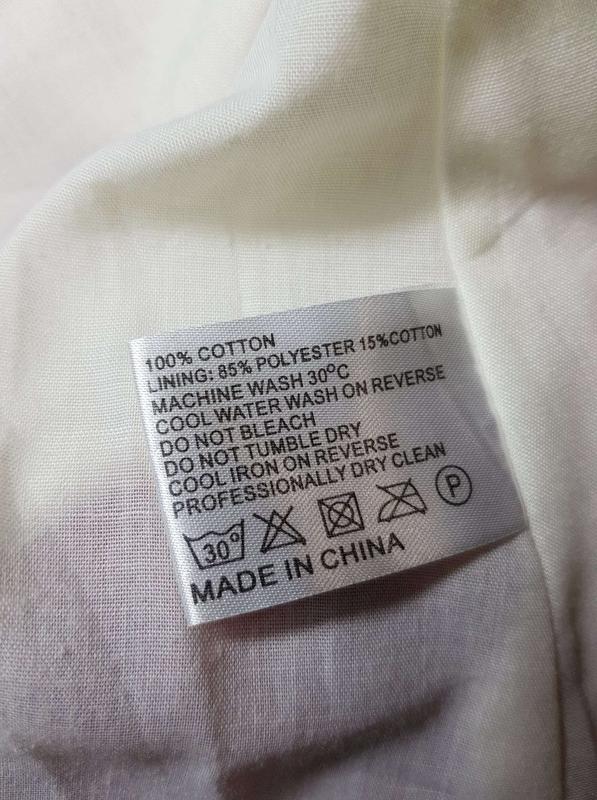 100% COTTON
LINING: 85% POLYESTER 15%COTTON
MACHINE WASH 30°C
COOL WATER WASH ON REVERSE
DO NOT BLEACH
DO NOT TUMBLE DRY
COOL IRON ON REVERSE
PROFESSIONALLY DRY CLEAN
30° P
MADE IN CHINA